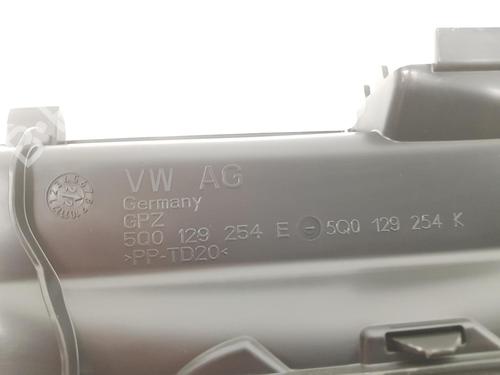 VW AG
Germany
GPZ
5Q0 129 254 E - 5Q0 129 254 K
>PP-TD20<